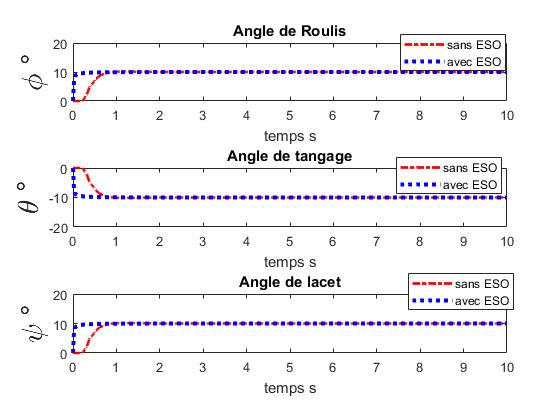 Angle de Roulis
sans ESO
avec ESO
20
10
0
ϕ °
0 1 2 3 4 5 6 7 8 9 10
temps s
Angle de tangage
sans ESO
avec ESO
0
-10
-20
θ °
0 1 2 3 4 5 6 7 8 9 10
temps s
Angle de lacet
sans ESO
avec ESO
20
10
0
ψ °
0 1 2 3 4 5 6 7 8 9 10
temps s